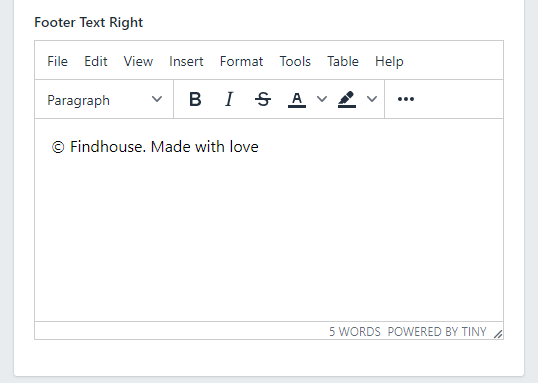 Footer Text Right
File Edit View Insert Format Tools Table Help
Paragraph B I S A
© Findhouse. Made with love
5 WORDS POWERED BY TINY